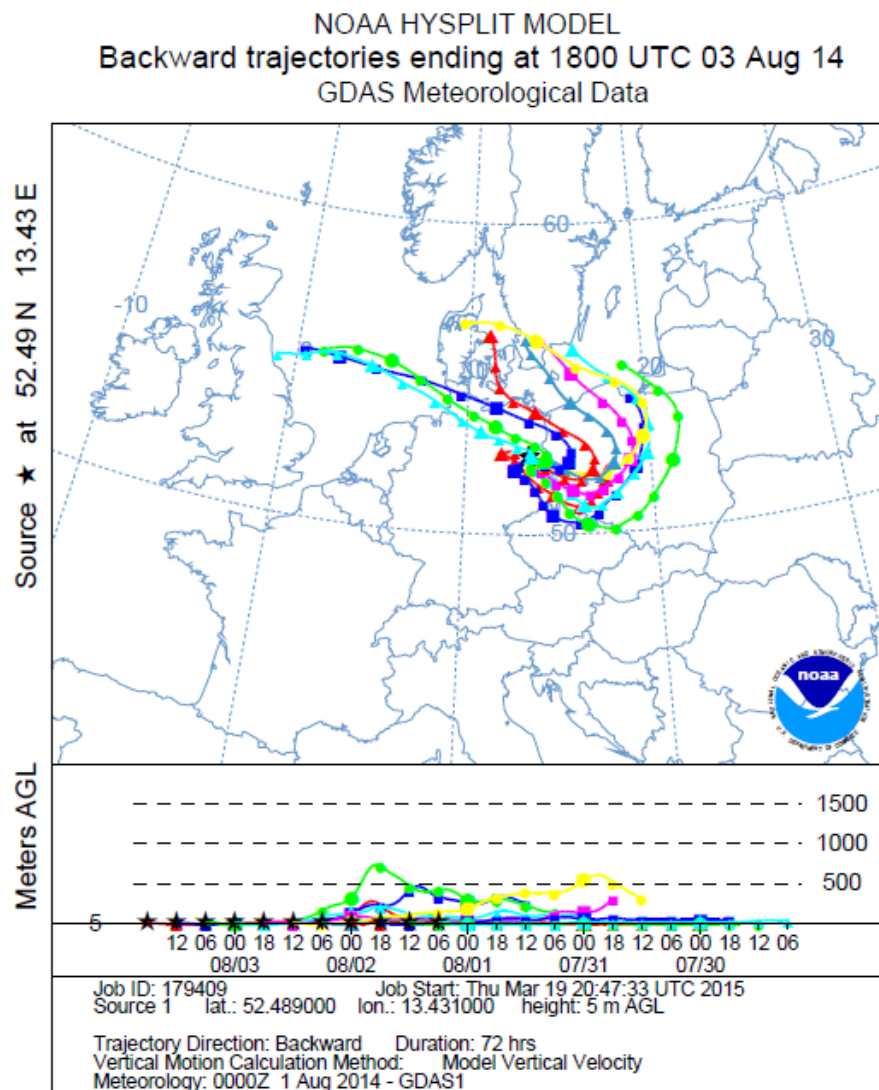 NOAA HYSPLIT MODEL
Backward trajectories ending at 1800 UTC 03 Aug 14
GDAS Meteorological Data
Source ★ at 52.49 N 13.43 E
60
-10
30
20
50
noaa
Meters AGL
1500
1000
500
5
12 06 00 18 12 06 00 18 12 06 00 18 12 06 00 18 12 06 00 18 12 06
08/03 08/02 08/01 07/31 07/30
Job ID: 179409 Job Start: Thu Mar 19 20:47:33 UTC 2015
Source 1 lat.: 52.489000 lon.: 13.431000 height: 5 m AGL
Trajectory Direction: Backward Duration: 72 hrs
Vertical Motion Calculation Method: Model Vertical Velocity
Meteorology: 0000Z 1 Aug 2014 - GDAS1